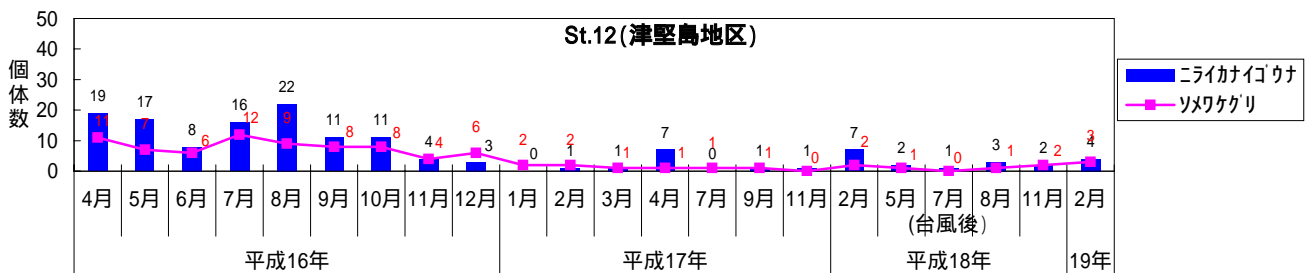 St.12(津堅島地区)
個体数
50
40
30
20
10
0
ﾆﾗｲｶﾅｲｺﾞｳﾅ
ｿﾒﾜｹｸﾞﾘ
19 17 8 16 22 11 11 4 3 0 1 1 7 0 1 1 7 2 1 3 2 4
11 7 6 12 9 8 8 4 6 2 2 1 1 1 1 0 2 1 0 1 2 3
4月 5月 6月 7月 8月 9月 10月 11月 12月 1月 2月 3月 4月 7月 9月 11月 2月 5月 7月 8月 11月 2月
(台風後)
平成16年 平成17年 平成18年 19年